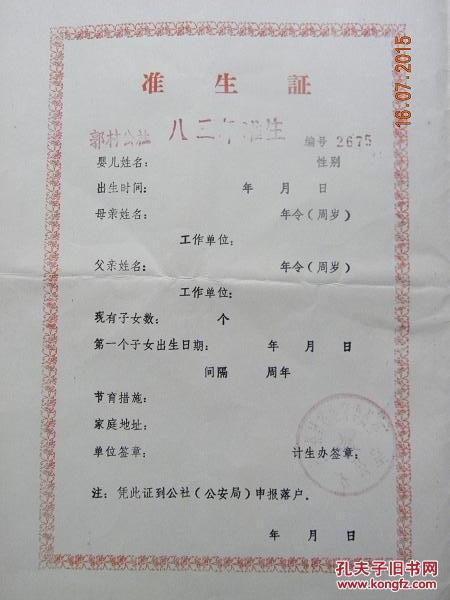 准生証
郭村公社 八三年准生 编号 2675
婴儿姓名： 性别
出生时间： 年 月 日
母亲姓名： 年令（周岁）
工作单位：
父亲姓名： 年令（周岁）
工作单位：
现有子女数： 个
第一个子女出生日期： 年 月 日
间隔 周年
节育措施：
家庭地址：
单位签章： 计生办签章：
注：凭此证到公社（公安局）申报落户．
年 月 日
18.07.2015
孔夫子旧书网
www.kongfz.com